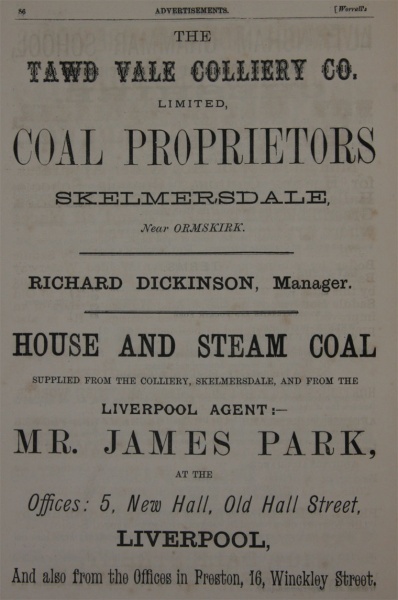 86 ADVERTISEMENTS. [Worrall's
THE
TAWD VALE COLLIERY CO.
LIMITED,
COAL PROPRIETORS
SKELMERSDALE,
Near ORMSKIRK.
RICHARD DICKINSON, Manager.
HOUSE AND STEAM COAL
SUPPLIED FROM THE COLLIERY, SKELMERSDALE, AND FROM THE
LIVERPOOL AGENT:—
MR. JAMES PARK,
AT THE
Offices: 5, New Hall, Old Hall Street,
LIVERPOOL,
And also from the Offices in Preston, 16, Winckley Street.